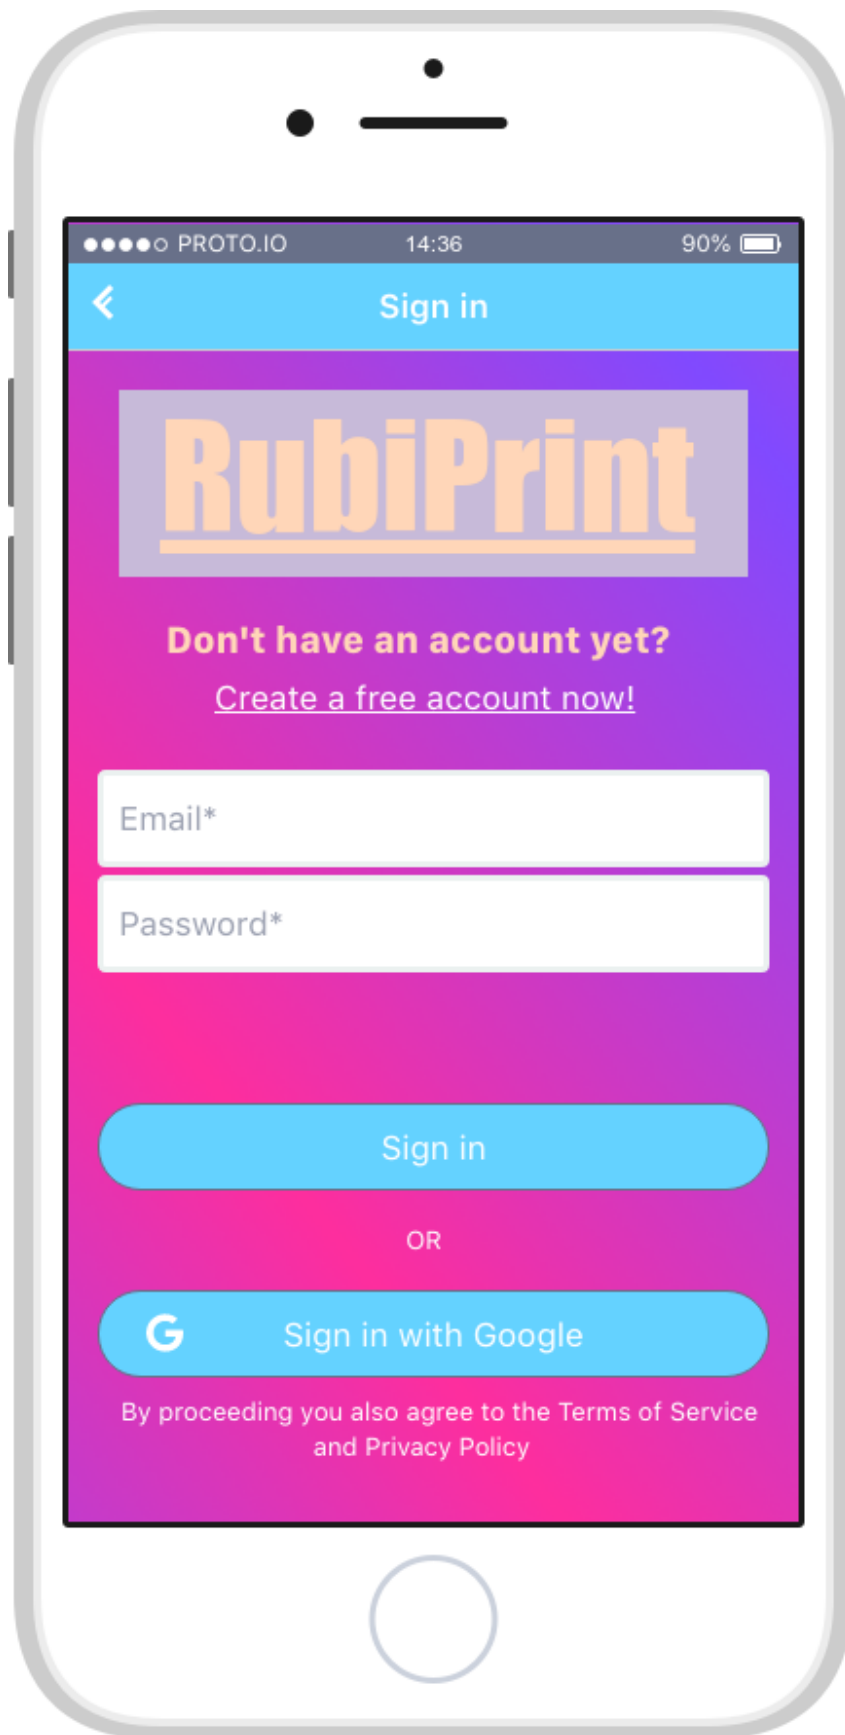 PROTO.IO 14:36 90%
Sign in
RubiPrint
Don't have an account yet?
Create a free account now!
Email*
Password*
Sign in
OR
G Sign in with Google
By proceeding you also agree to the Terms of Service
and Privacy Policy